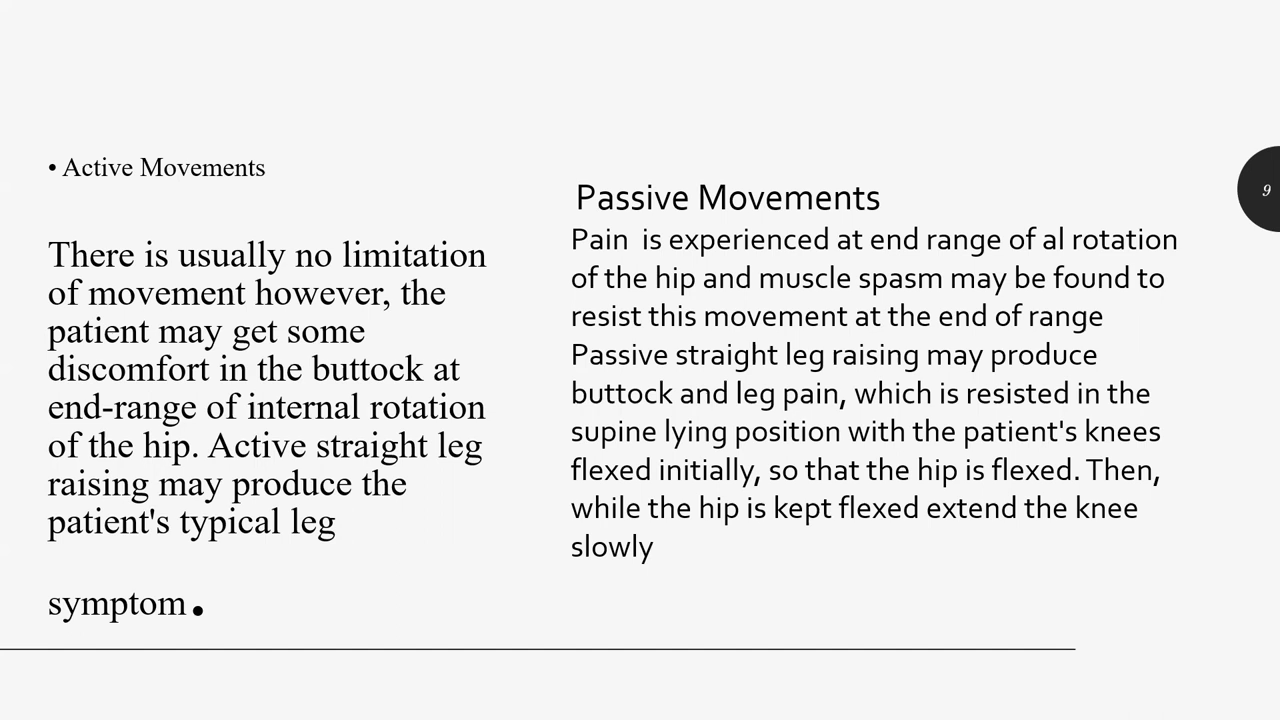 • Active Movements
There is usually no limitation
of movement however, the
patient may get some
discomfort in the buttock at
end-range of internal rotation
of the hip. Active straight leg
raising may produce the
patient's typical leg
symptom.
Passive Movements
Pain  is experienced at end range of al rotation
of the hip and muscle spasm may be found to
resist this movement at the end of range
Passive straight leg raising may produce
buttock and leg pain, which is resisted in the
supine lying position with the patient's knees
flexed initially, so that the hip is flexed. Then,
while the hip is kept flexed extend the knee
slowly
9